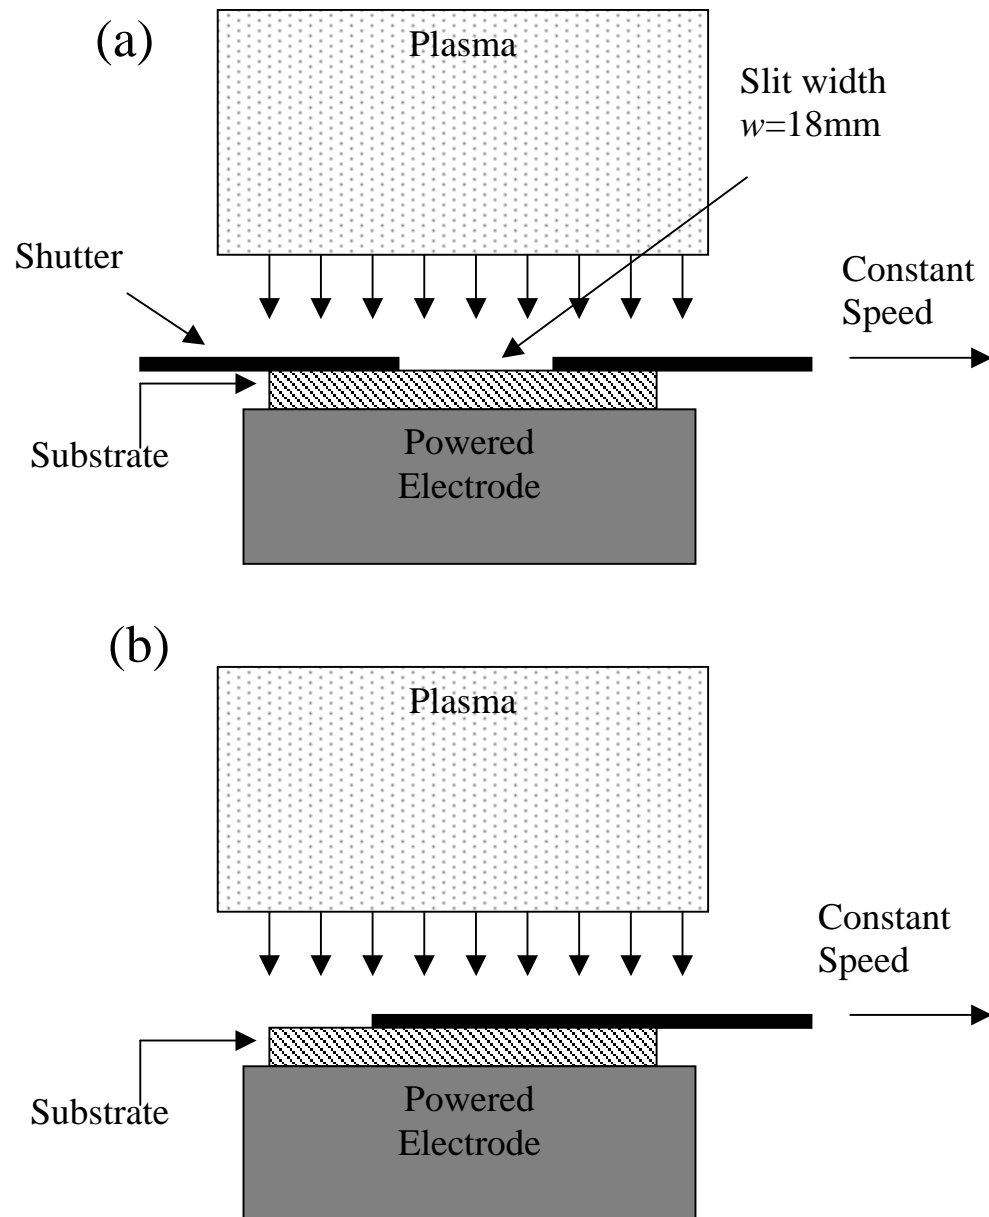 (a)
Plasma
Slit width
w=18mm
Shutter
Constant
Speed
Substrate
Powered
Electrode
(b)
Plasma
Constant
Speed
Substrate
Powered
Electrode